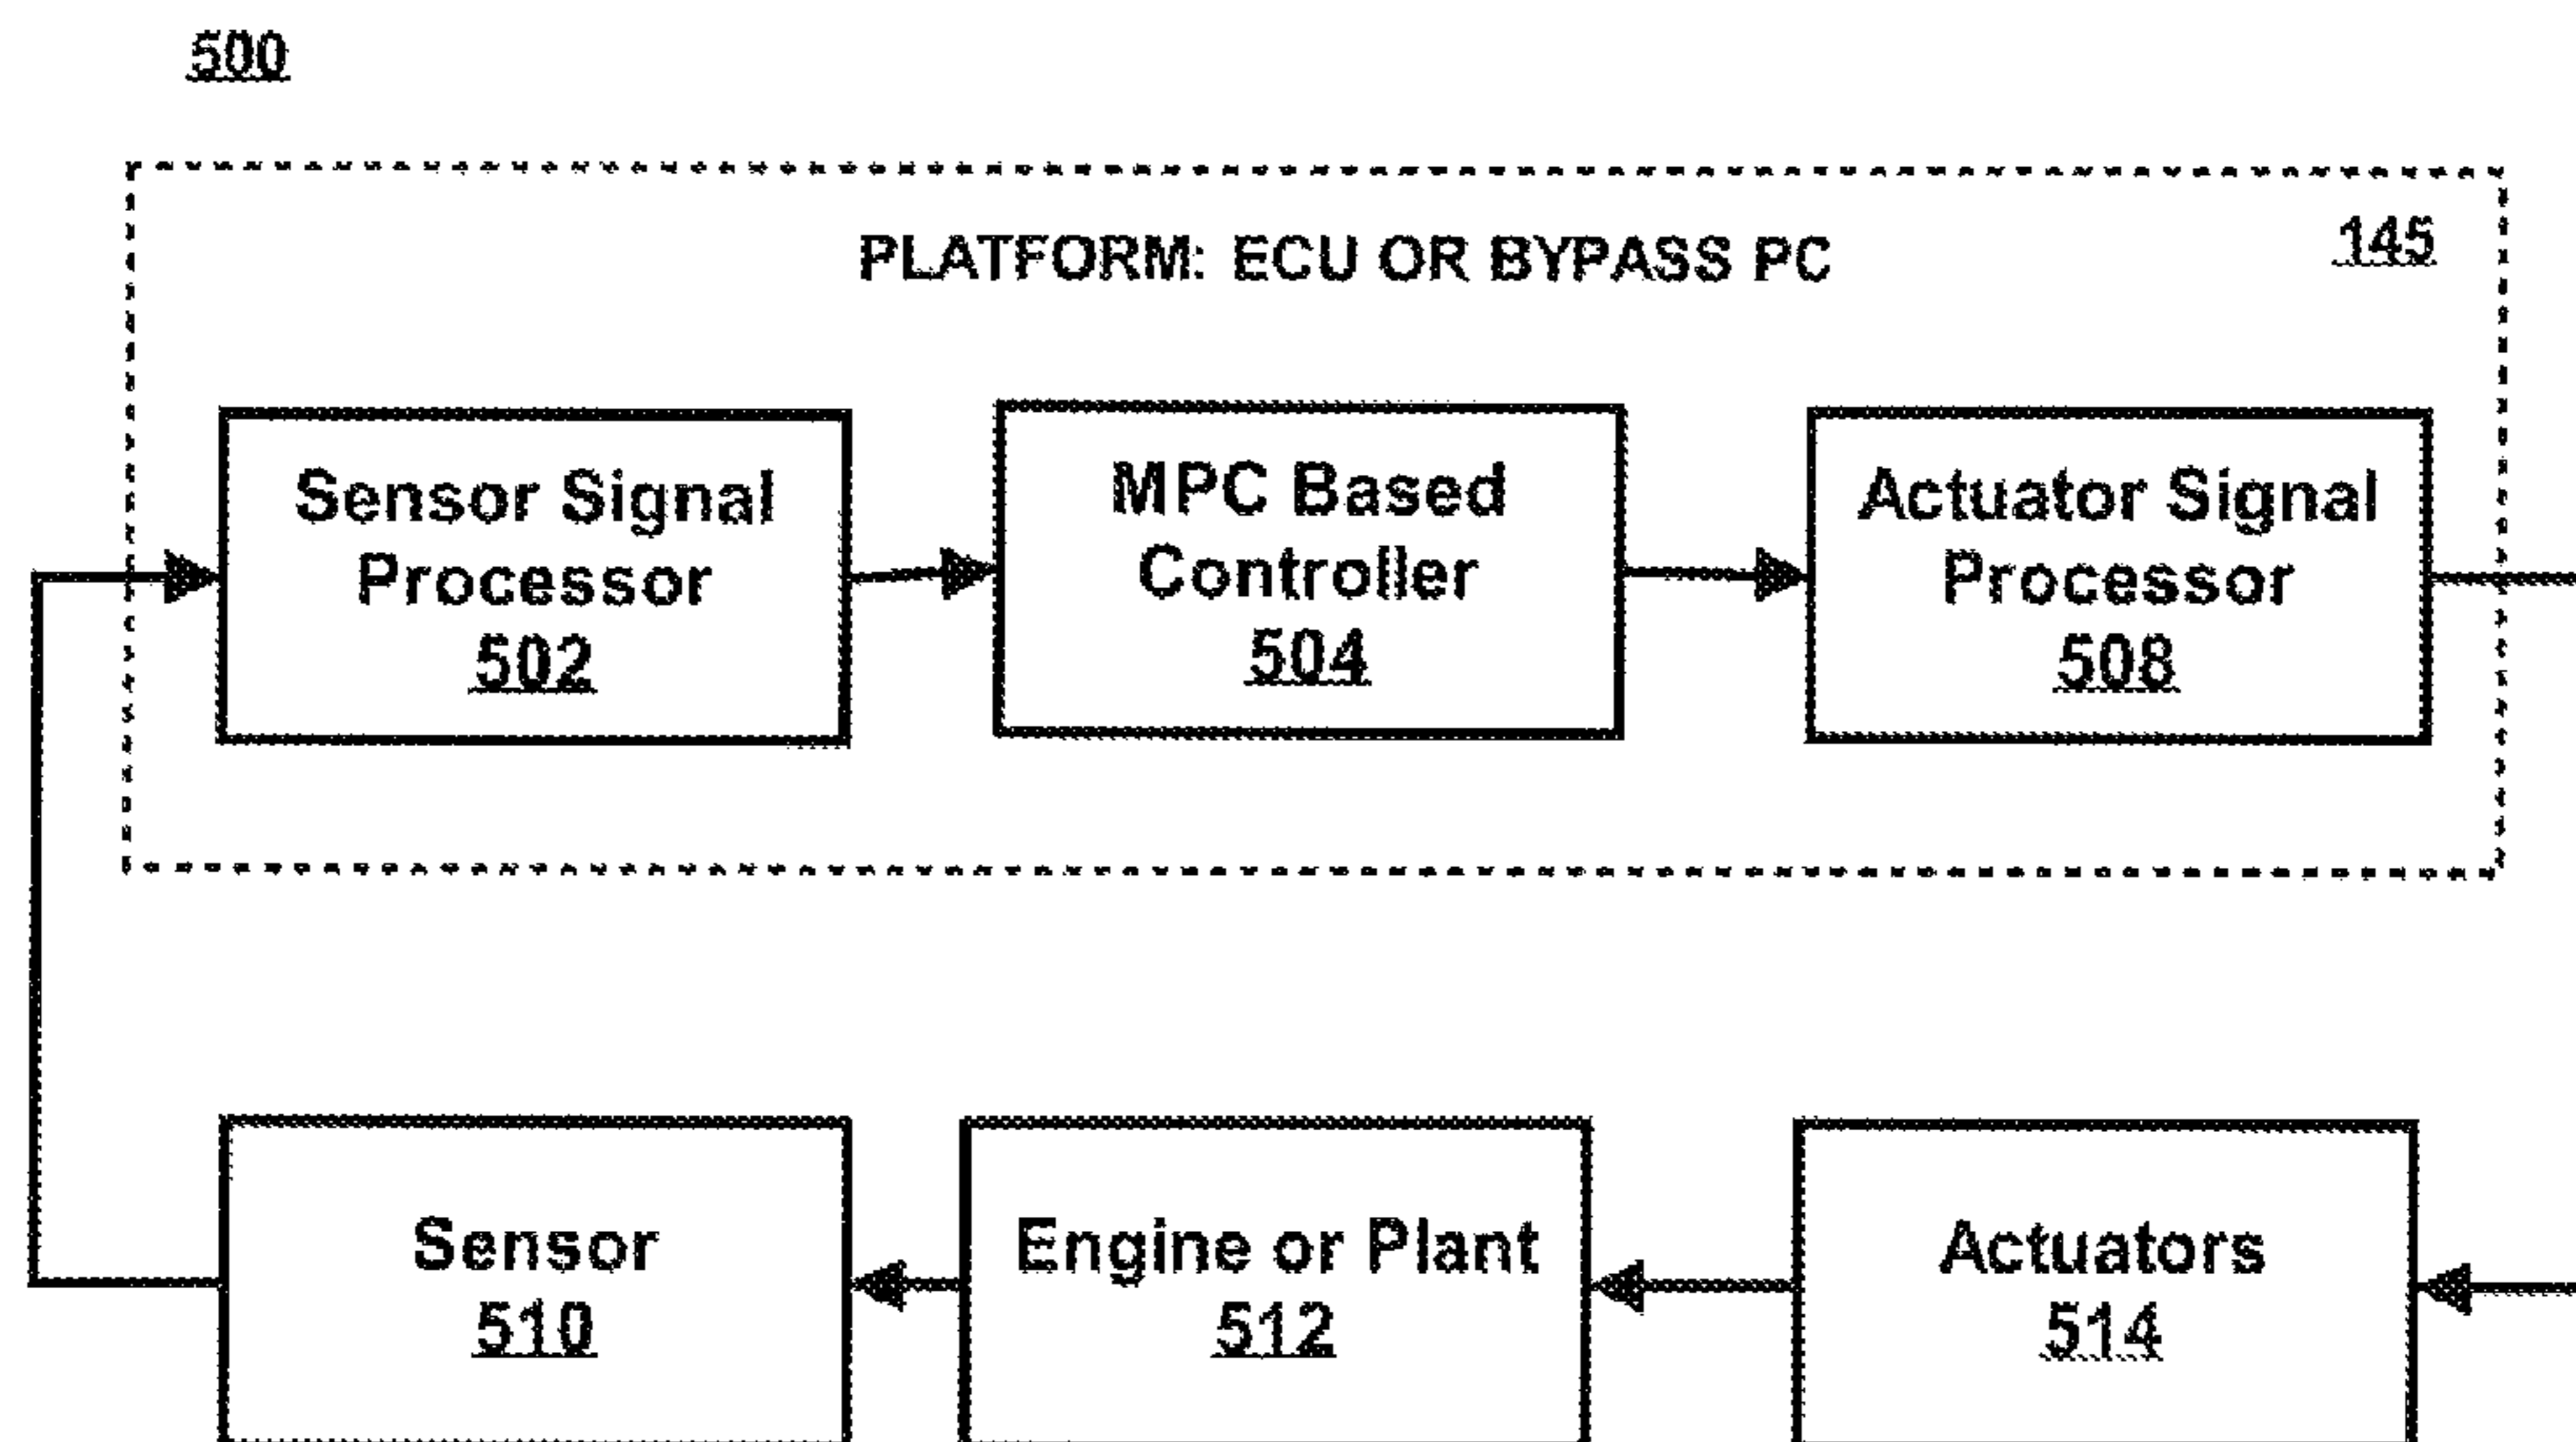 500
PLATFORM: ECU OR BYPASS PC
145
Sensor Signal
Processor
502
MPC Based
Controller
504
Actuator Signal
Processor
508
Sensor
510
Engine or Plant
512
Actuators
514